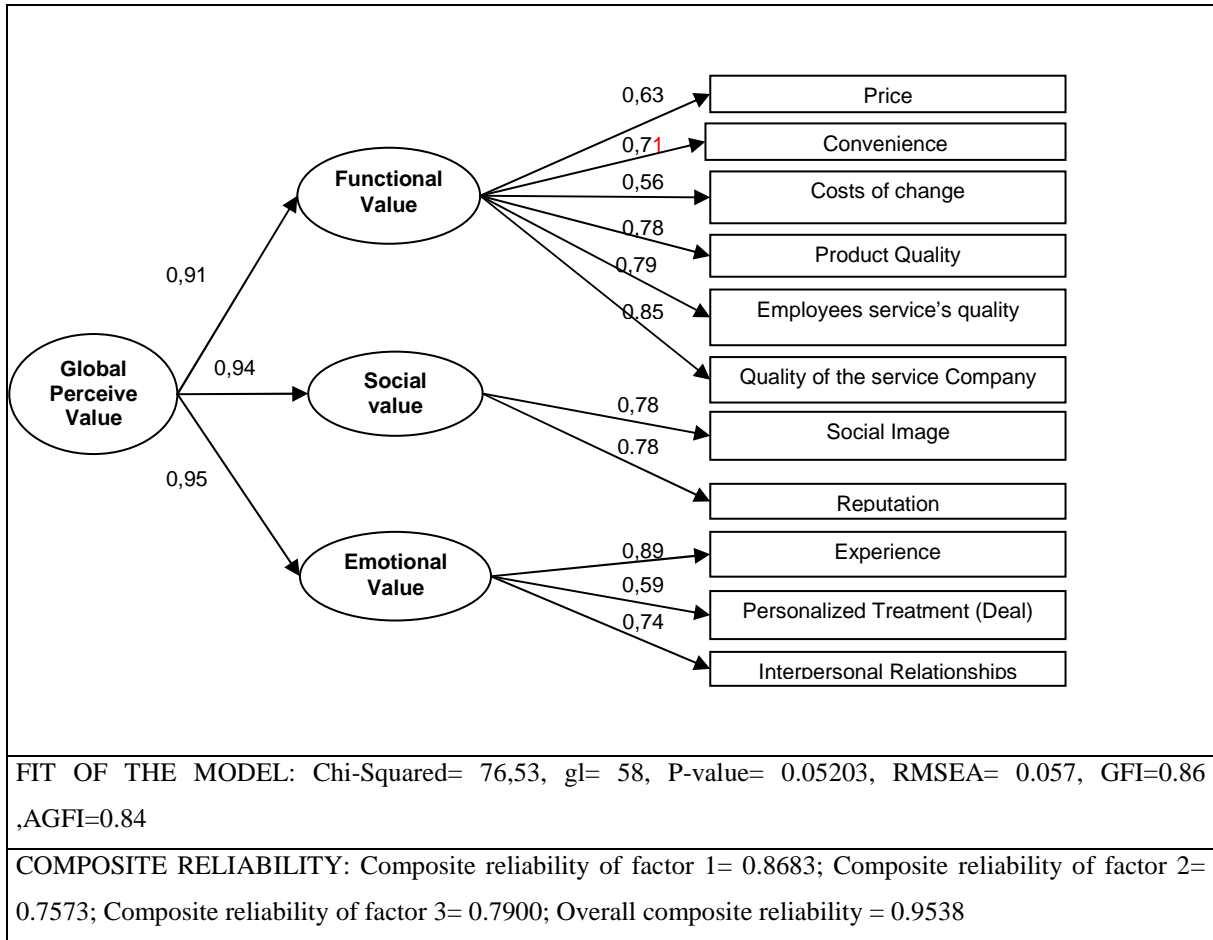 0,63
Price
0,71
Convenience
Functional
Value
0,56
Costs of change
0,78
Product Quality
0,79
Employees service's quality
0.85
Quality of the service Company
0,91
Global
Perceive
Value
0,94
Social
value
0,78
Social Image
0.78
Reputation
0,95
Emotional
Value
0,89
Experience
0,59
Personalized Treatment (Deal)
0,74
Interpersonal Relationships
FIT OF THE MODEL: Chi-Squared= 76,53, gl= 58, P-value= 0.05203, RMSEA= 0.057, GFI=0.86
,AGFI=0.84
COMPOSITE RELIABILITY: Composite reliability of factor 1= 0.8683; Composite reliability of factor 2=
0.7573; Composite reliability of factor 3= 0.7900; Overall composite reliability = 0.9538